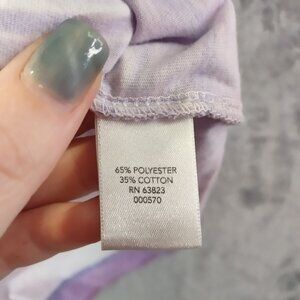 65% POLYESTER
35% COTTON
RN 63823
000570